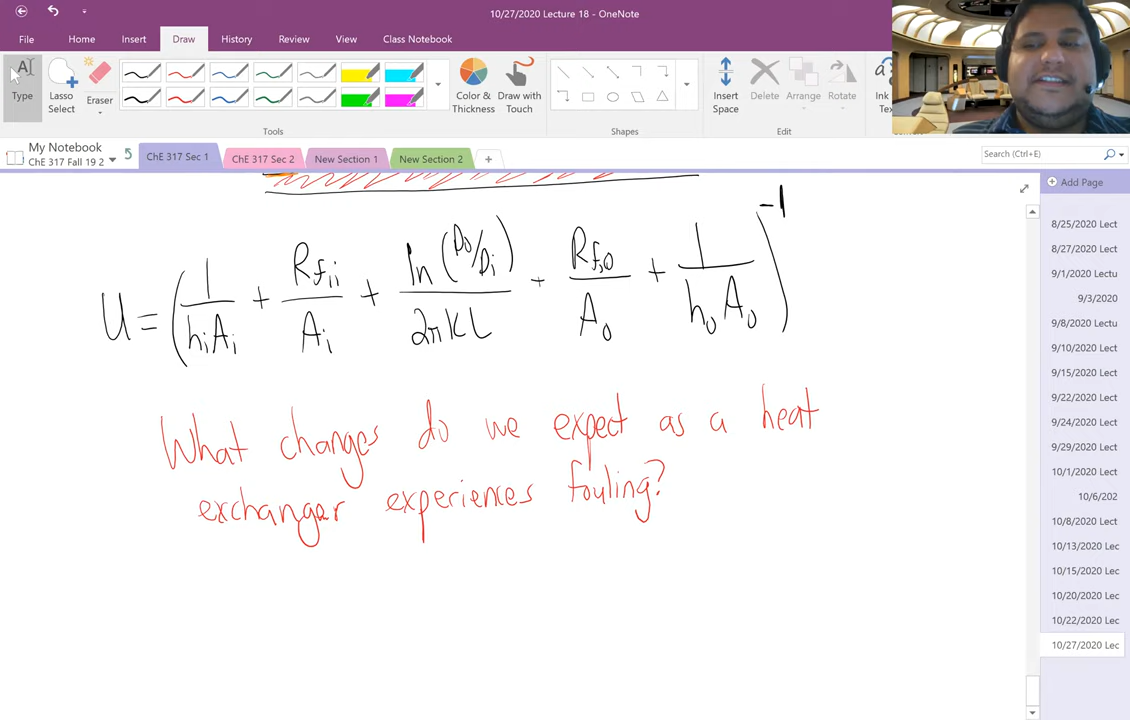 10/27/2020 Lecture 18 - OneNote
File Home Insert Draw History Review View Class Notebook
Type
Lasso Select
Eraser
Color & Thickness
Draw with Touch
Insert Space
Delete
Arrange
Rotate
Ink
Tex
Tools
Shapes
Edit
My Notebook
ChE 317 Fall 19 2
ChE 317 Sec 1
ChE 317 Sec 2
New Section 1
New Section 2
+
Search (Ctrl+E)
Add Page
8/25/2020 Lect
8/27/2020 Lect
9/1/2020 Lectu
9/3/2020
9/8/2020 Lectu
9/10/2020 Lect
9/15/2020 Lect
9/22/2020 Lect
9/24/2020 Lect
9/29/2020 Lect
10/1/2020 Lect
10/6/202
10/8/2020 Lect
10/13/2020 Lec
10/15/2020 Lec
10/20/2020 Lec
10/22/2020 Lec
10/27/2020 Lec
U = (1/(hiAi) + Rf,i/Ai + ln(Do/Di)/(2πKL) + Rf,o/Ao + 1/(hoAo))^-1
What changes do we expect as a heat
exchanger experiences fouling?